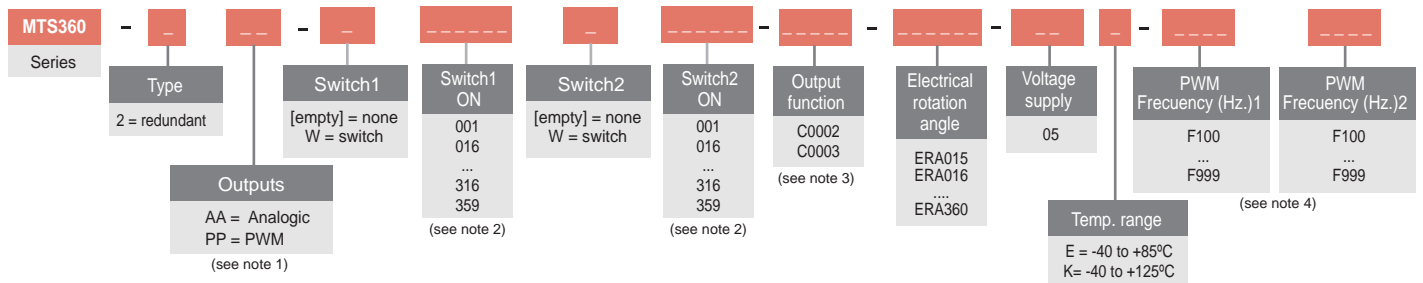 MTS360 - _ _ _ - _ _ _ _ _ _ _ _ _ _ _ _ _ _ - _ _ _ _ _ - _ _ _ _ _ _ - _ _ _ - _ _ _ _ _ _ _ _
Series
Type
2 = redundant
Outputs
AA = Analogic
PP = PWM
(see note 1)
Switch1
[empty] = none
W = switch
Switch1
ON
001
016
...
316
359
(see note 2)
Switch2
[empty] = none
W = switch
Switch2
ON
001
016
...
316
359
(see note 2)
Output
function
C0002
C0003
(see note 3)
Electrical
rotation
angle
ERA015
ERA016
....
ERA360
Voltage
supply
05
Temp. range
E = -40 to +85ºC
K= -40 to +125ºC
PWM
Frecuency (Hz.)1
F100
...
F999
PWM
Frecuency (Hz.)2
F100
...
F999
(see note 4)